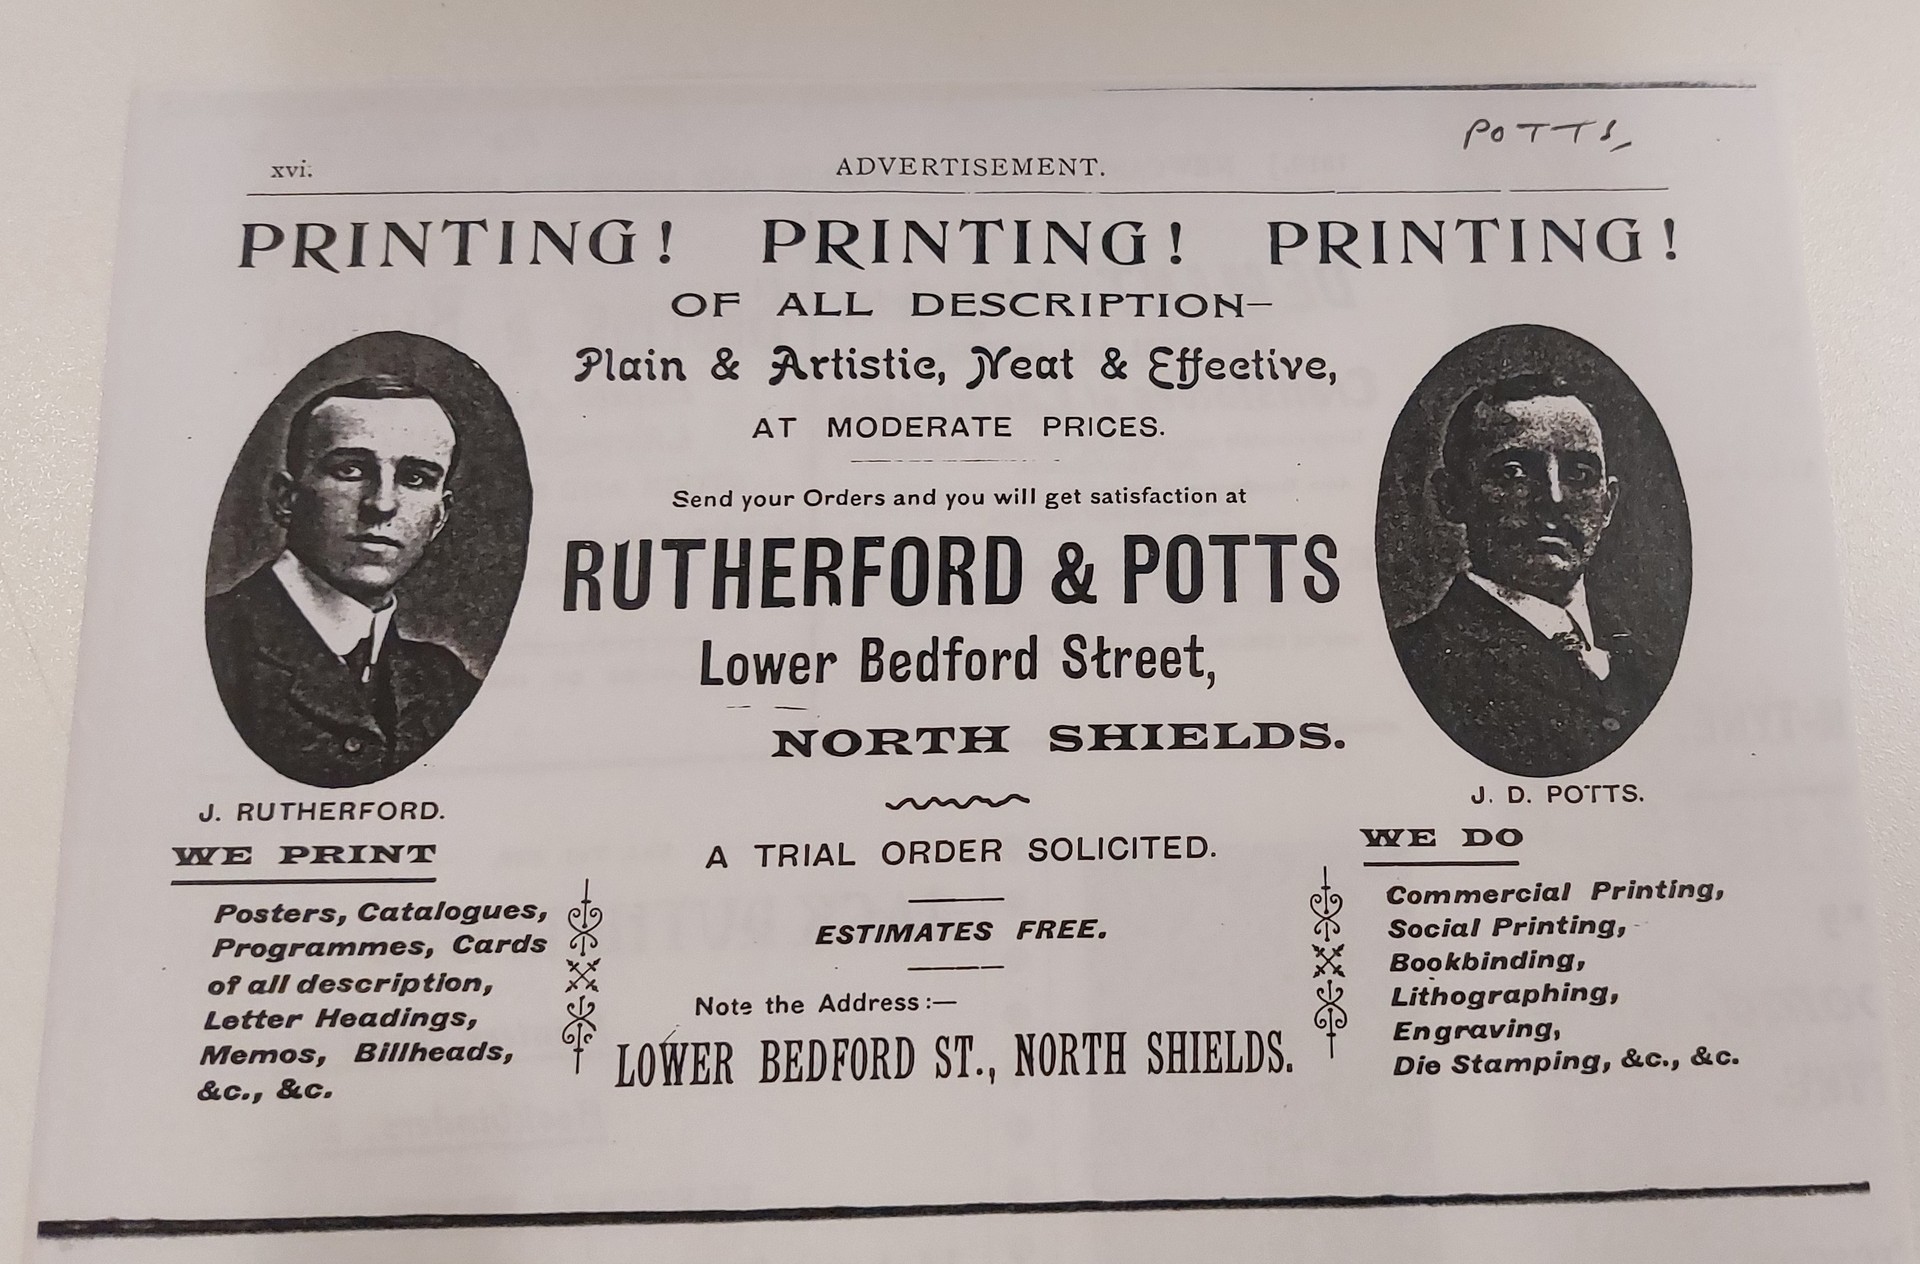 POTTS
xvi.
ADVERTISEMENT.
PRINTING! PRINTING! PRINTING!
OF ALL DESCRIPTION—
Plain & Artistic, Neat & Effective,
AT MODERATE PRICES.
Send your Orders and you will get satisfaction at
RUTHERFORD & POTTS
Lower Bedford Street,
NORTH SHIELDS.
J. RUTHERFORD.
J. D. POTTS.
WE PRINT
Posters, Catalogues,
Programmes, Cards
of all description,
Letter Headings,
Memos, Billheads,
&c., &c.
A TRIAL ORDER SOLICITED.
ESTIMATES FREE.
Note the Address:—
LOWER BEDFORD ST., NORTH SHIELDS.
WE DO
Commercial Printing,
Social Printing,
Bookbinding,
Lithographing,
Engraving,
Die Stamping, &c., &c.